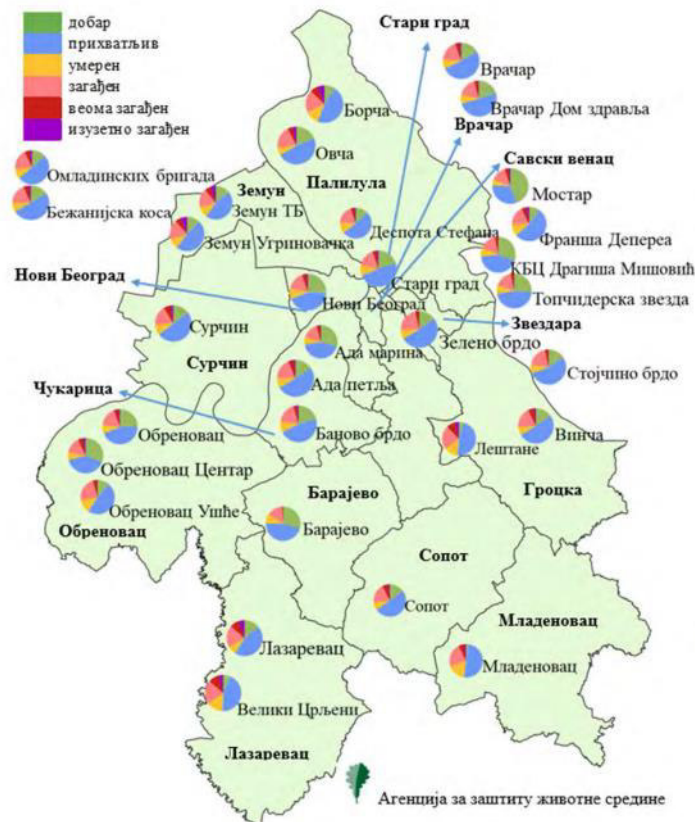 добар
прихватљив
умерен
загађен
веома загађен
изузетно загађен
Стари град
Врачар
Врачар Дом здравља
Врачар
Борча
Овча
Савски венац
Омладинских бригада
Земун
Палилула
Мостар
Бежанијска коса
Земун ТБ
Деспота Стефана
Франша Депереа
Земун Угриновачка
КБЦ Драгиша Мишовић
Нови Београд
Стари град
Топчидерска звезда
Нови Београд
Звездара
Сурчин
Зелено брдо
Ада марина
Сурчин
Стојчино брдо
Чукарица
Ада петља
Обреновац
Баново брдо
Винча
Лештане
Обреновац Центар
Гроцка
Барајево
Обреновац Ушће
Обреновац
Барајево
Сопот
Сопот
Младеновац
Лазаревац
Младеновац
Велики Црљени
Лазаревац
Агенција за заштиту животне средине